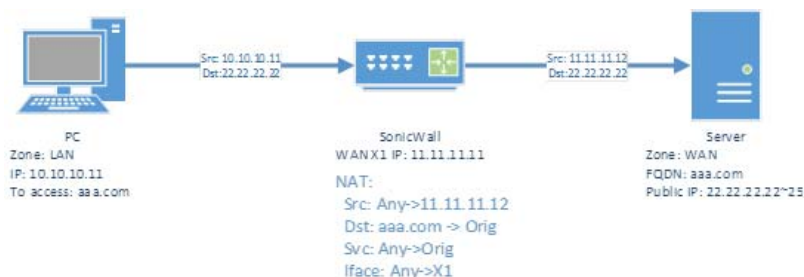 Src: 10.10.10.11
Dst:22.22.22.22
Src: 11.11.11.12
Dst:22.22.22.22
PC
Zone: LAN
IP: 10.10.10.11
To access: aaa.com
SonicWall
WAN X1 IP: 11.11.11.11
NAT:
Src: Any->11.11.11.12
Dst: aaa.com -> Orig
Svc: Any->Orig
Iface: Any->X1
Server
Zone: WAN
FQDN: aaa.com
Public IP: 22.22.22.22~25